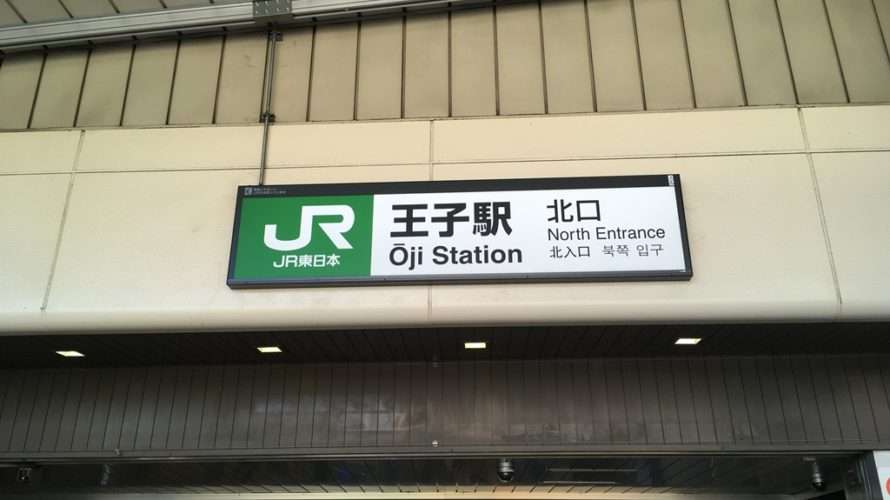 JR
JR東日本
王子駅
Ōji Station
北口
North Entrance
北入口 북쪽 입구